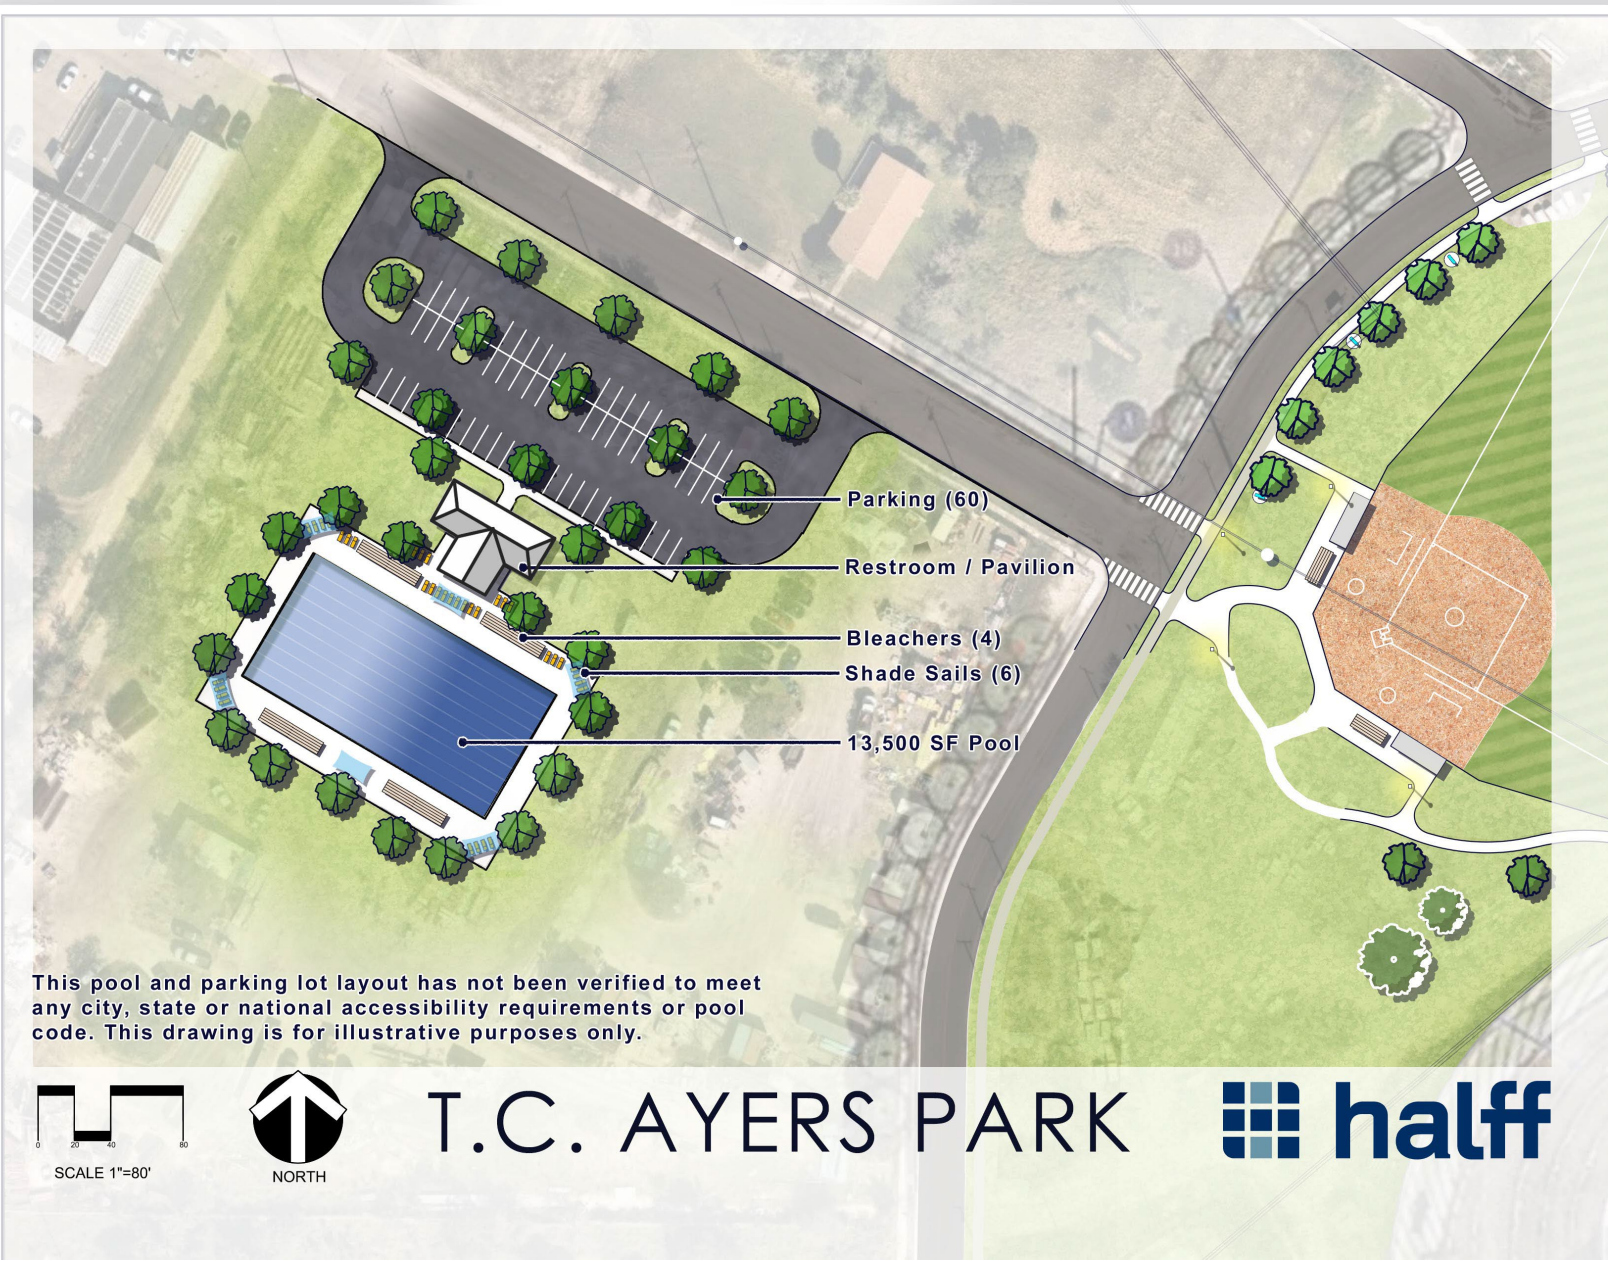 Parking (60)
Restroom / Pavilion
Bleachers (4)
Shade Sails (6)
13,500 SF Pool
This pool and parking lot layout has not been verified to meet
any city, state or national accessibility requirements or pool
code. This drawing is for illustrative purposes only.
0 20 40 80
SCALE 1"=80'
NORTH
T.C. AYERS PARK
halff